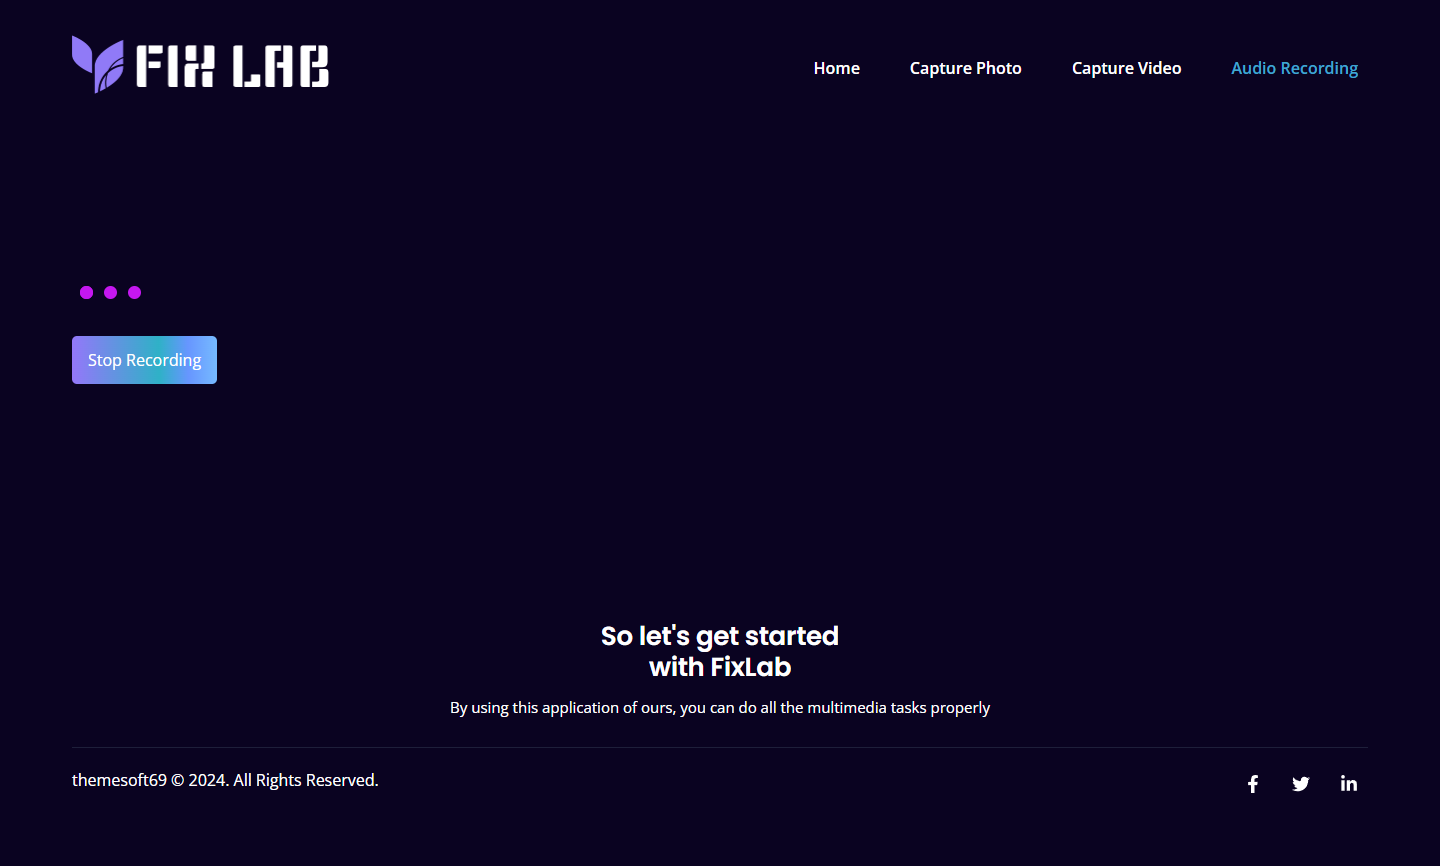 FIX LAB
Home
Capture Photo
Capture Video
Audio Recording
Stop Recording
So let's get started
with FixLab
By using this application of ours, you can do all the multimedia tasks properly
themesoft69 © 2024. All Rights Reserved.